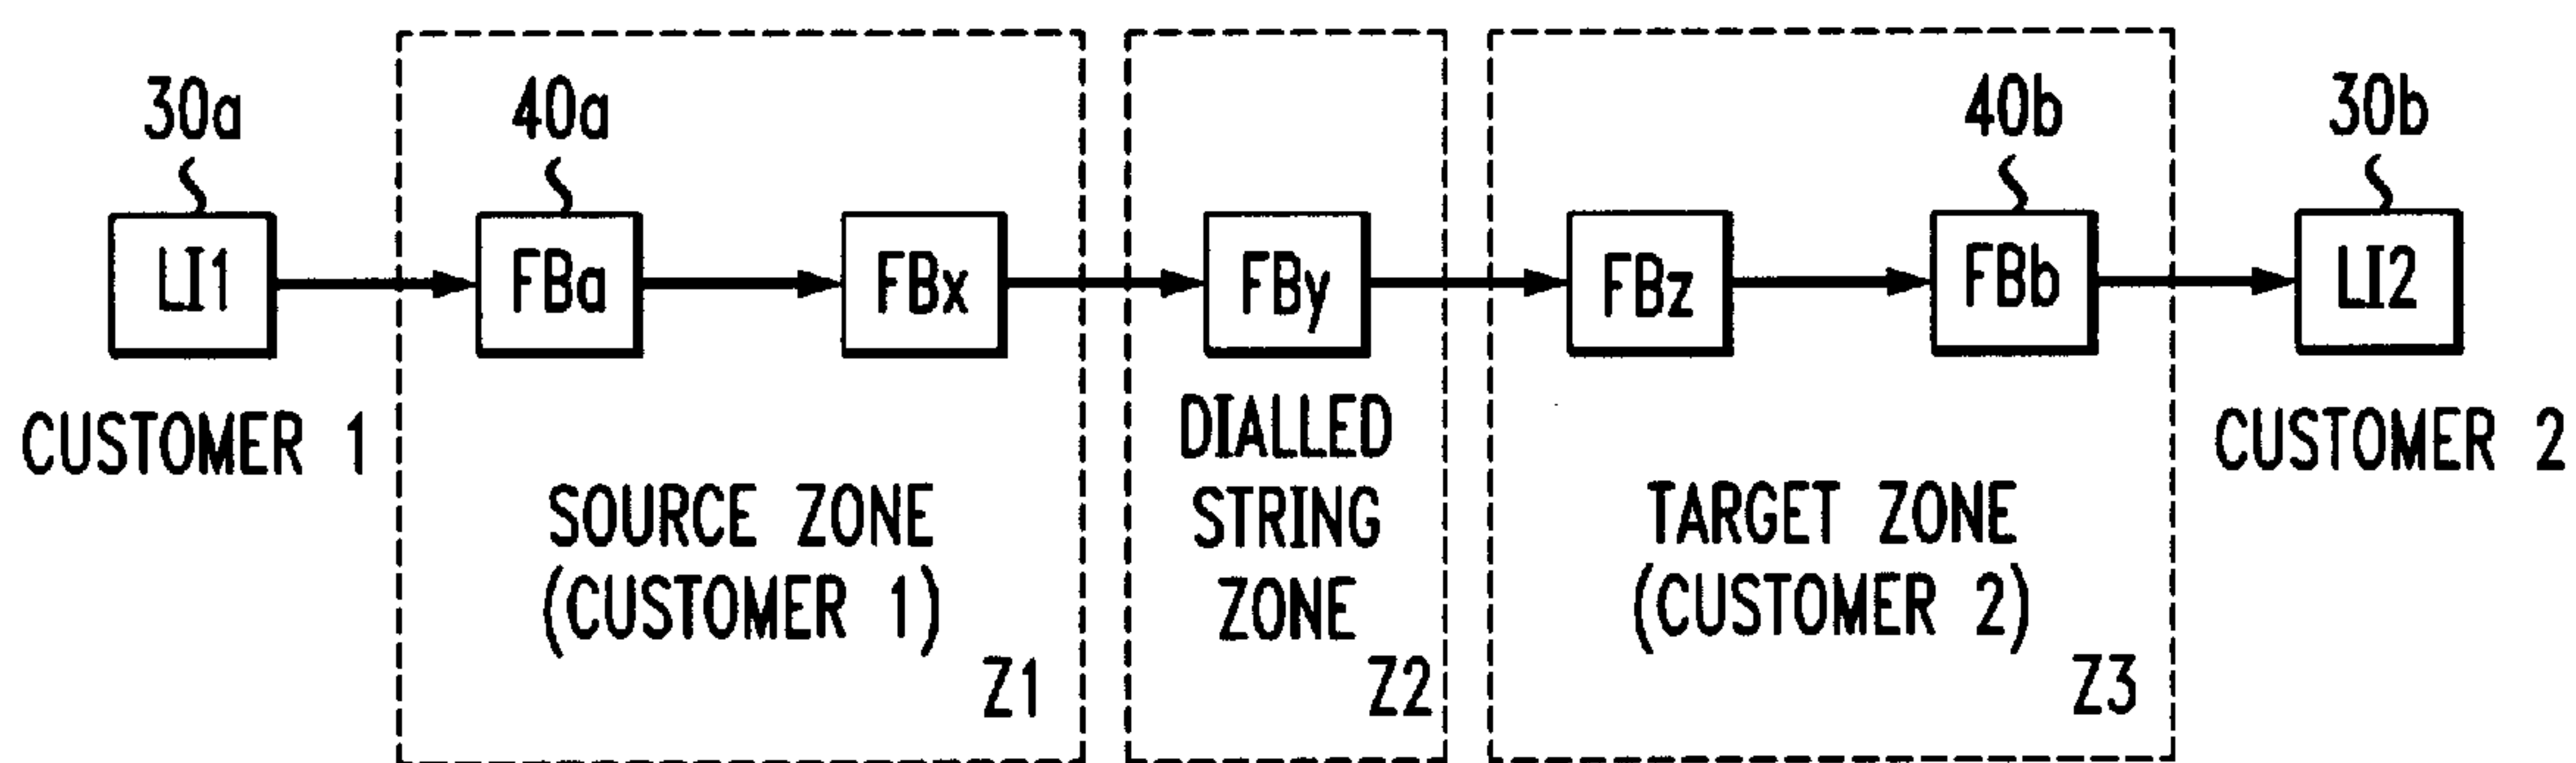 30a
40a
40b
30b
LI1
FBa
FBx
FBy
FBz
FBb
LI2
CUSTOMER 1
SOURCE ZONE
(CUSTOMER 1)
Z1
DIALLED
STRING
ZONE
Z2
TARGET ZONE
(CUSTOMER 2)
Z3
CUSTOMER 2